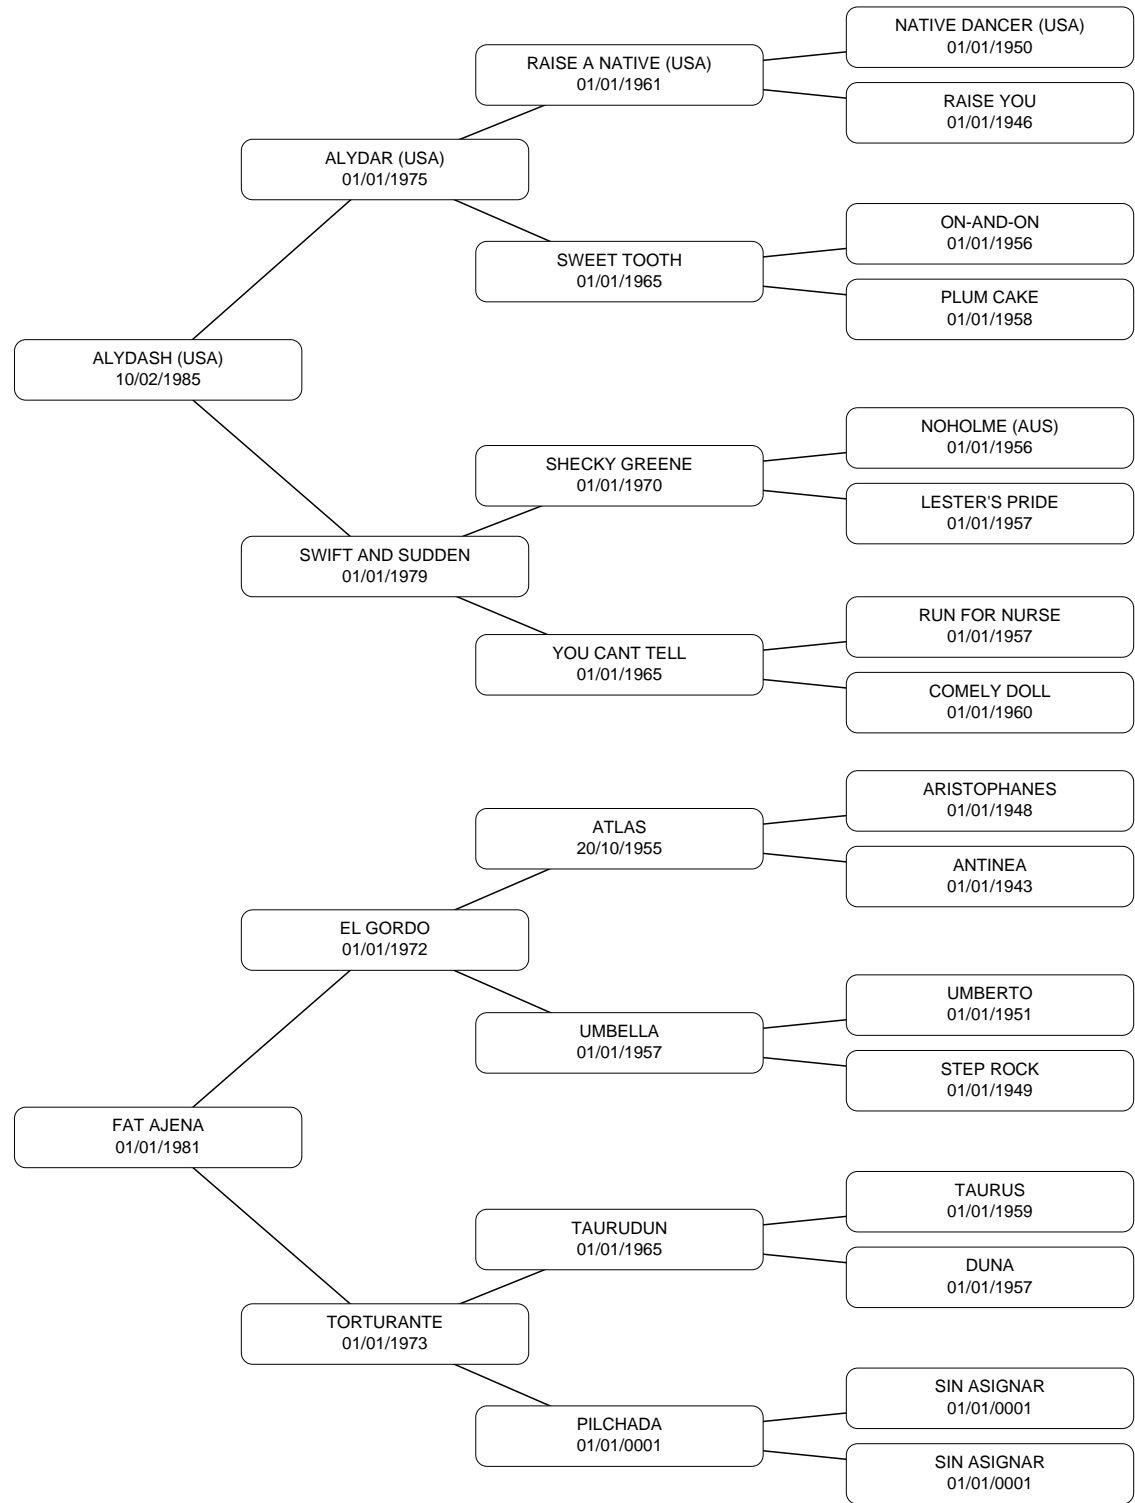 NATIVE DANCER (USA)
01/01/1950
RAISE A NATIVE (USA)
01/01/1961
RAISE YOU
01/01/1946
ALYDAR (USA)
01/01/1975
ON-AND-ON
01/01/1956
SWEET TOOTH
01/01/1965
PLUM CAKE
01/01/1958
ALYDASH (USA)
10/02/1985
NOHOLME (AUS)
01/01/1956
SHECKY GREENE
01/01/1970
LESTER'S PRIDE
01/01/1957
SWIFT AND SUDDEN
01/01/1979
RUN FOR NURSE
01/01/1957
YOU CANT TELL
01/01/1965
COMELY DOLL
01/01/1960
ARISTOPHANES
01/01/1948
ATLAS
20/10/1955
ANTINEA
01/01/1943
EL GORDO
01/01/1972
UMBERTO
01/01/1951
UMBELLA
01/01/1957
STEP ROCK
01/01/1949
FAT AJENA
01/01/1981
TAURUS
01/01/1959
TAURUDUN
01/01/1965
DUNA
01/01/1957
TORTURANTE
01/01/1973
SIN ASIGNAR
01/01/0001
PILCHADA
01/01/0001
SIN ASIGNAR
01/01/0001